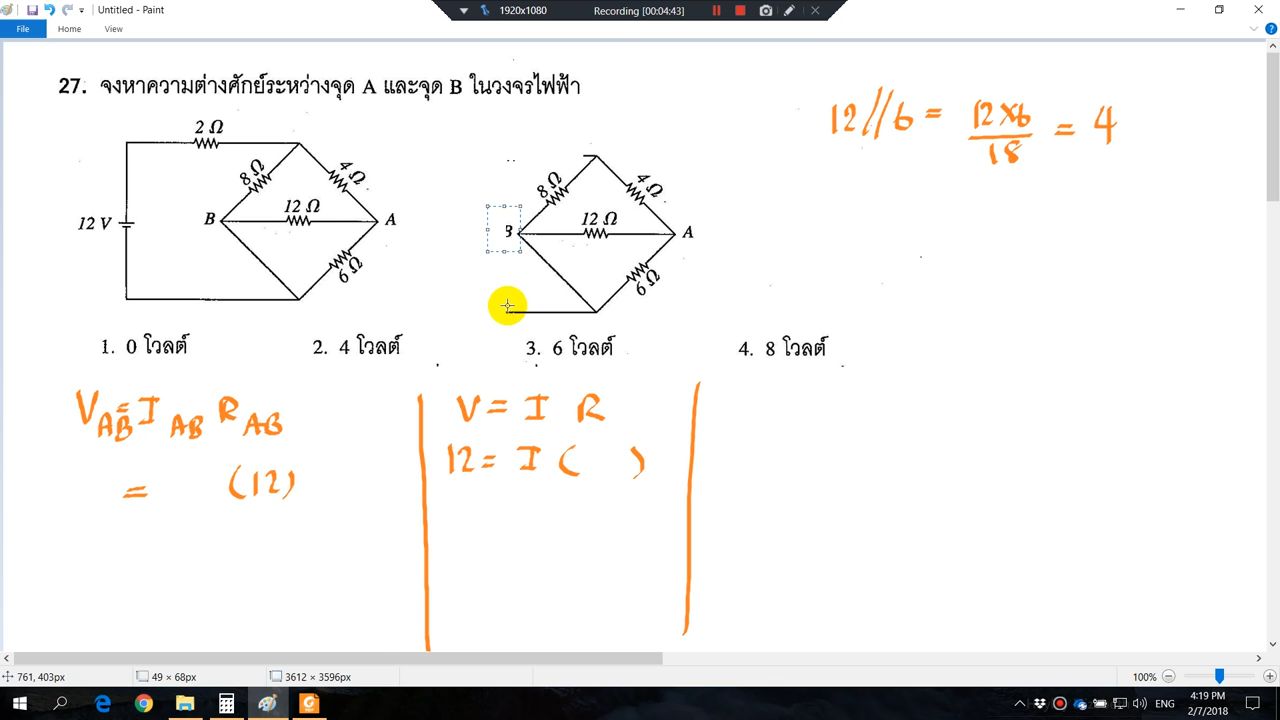 Untitled - Paint
1920x1080
Recording [00:04:43]
File
Home
View
27. จงหาความต่างศักย์ระหว่างจุด A และจุด B ในวงจรไฟฟ้า
12//6 = 12×6 / 18 = 4
2 Ω
8 Ω
4 Ω
12 Ω
12 V
B
A
6 Ω
8 Ω
4 Ω
12 Ω
A
6 Ω
1. 0 โวลต์
2. 4 โวลต์
3. 6 โวลต์
4. 8 โวลต์
VAB = IAB RAB
= (12)
V = I R
12 = I ( )
761, 403px
49 × 68px
3612 × 3596px
100%
4:19 PM
ENG
2/7/2018